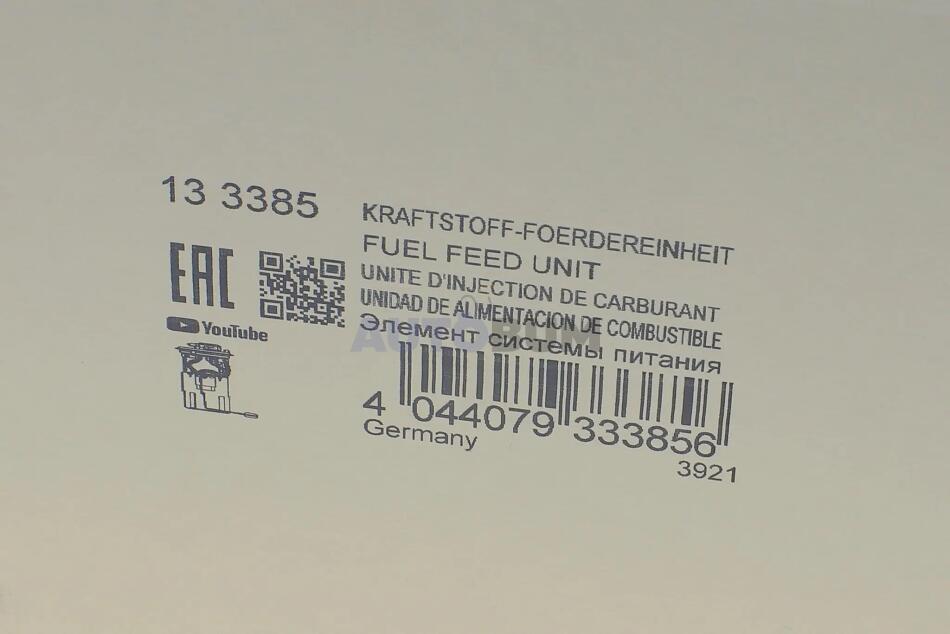 13 3385
KRAFTSTOFF-FOERDEREINHEIT
FUEL FEED UNIT
UNITE D'INJECTION DE CARBURANT
UNIDAD DE ALIMENTACION DE COMBUSTIBLE
Элемент системы питания
EAC
YouTube
4 044079 333856
Germany
3921
AUTOBUM